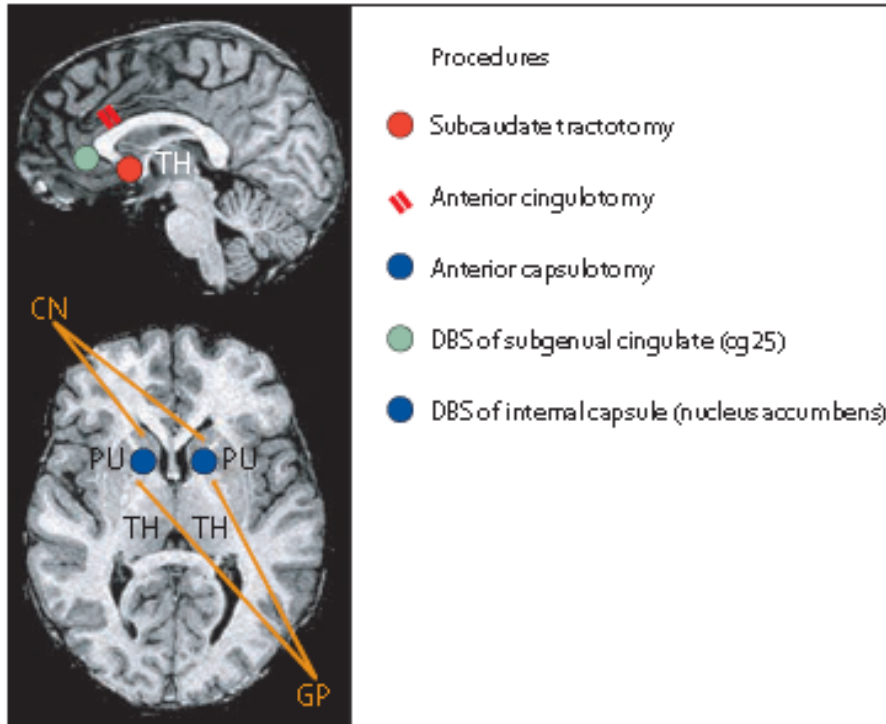 Procedures
Subcaudate tractotomy
TH
Anterior cingulotomy
Anterior capsulotomy
CN
DBS of subgenual cingulate (cg25)
DBS of internal capsule (nucleus accumbens)
PU PU
TH TH
GP